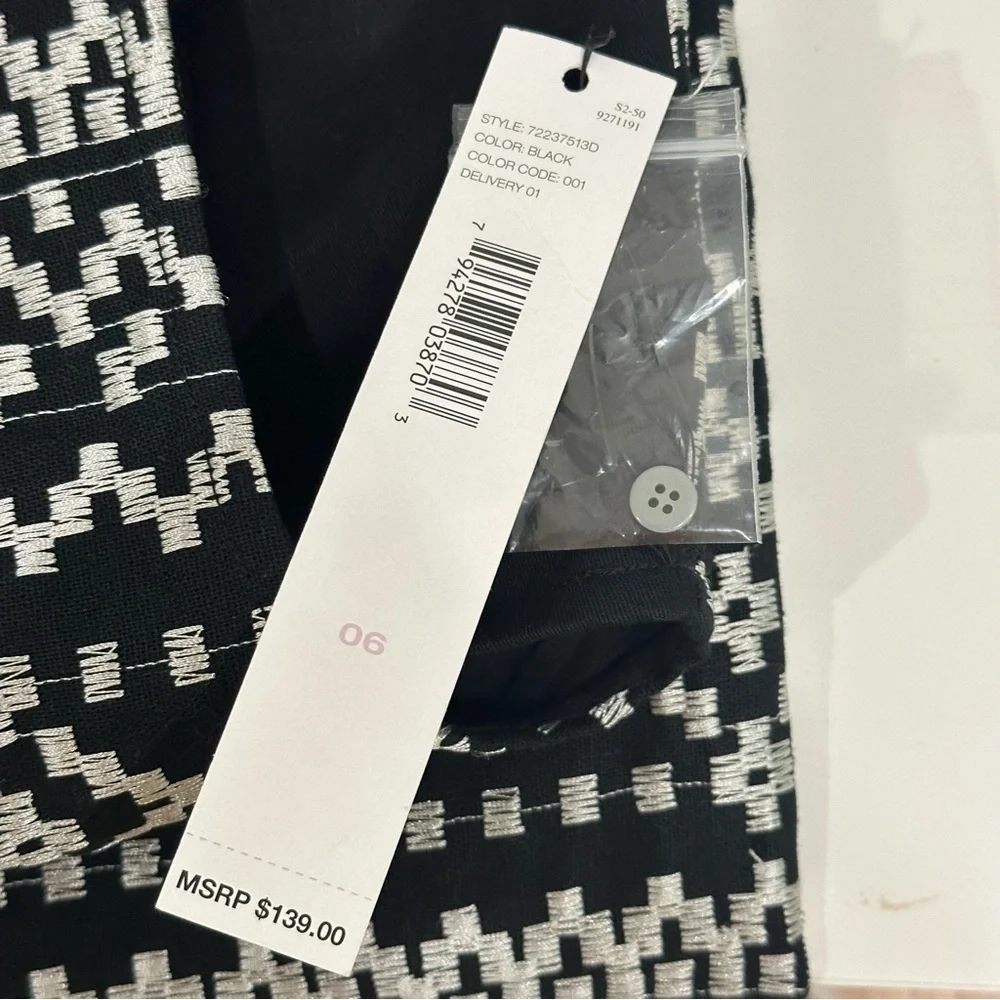 S2-50
9271191
STYLE: 72237513D
COLOR: BLACK
COLOR CODE: 001
DELIVERY 01
7 94278 03870 3
06
MSRP $139.00